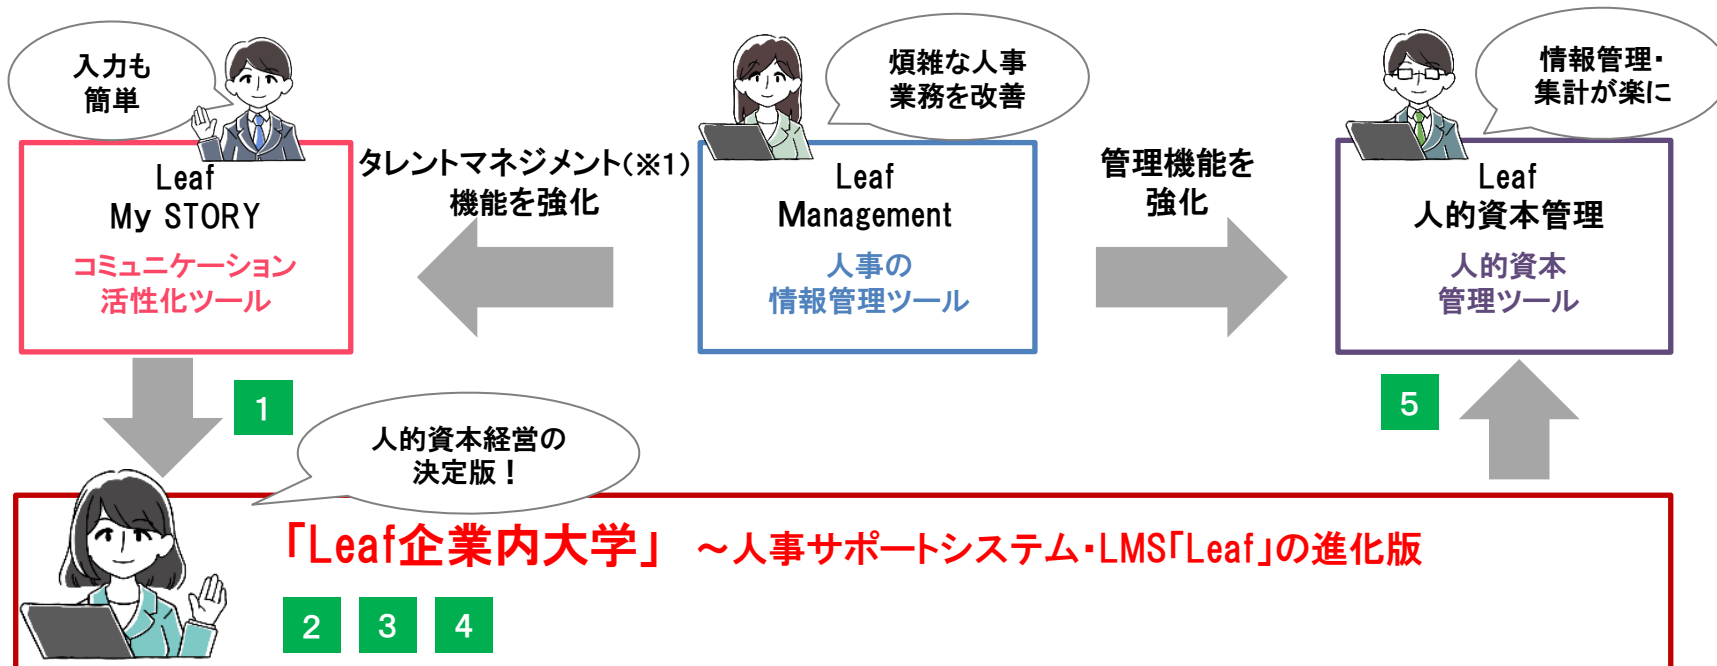 入力も
簡単
Leaf
My STORY
コミュニケーション
活性化ツール
タレントマネジメント(※1)
機能を強化
煩雑な人事
業務を改善
Leaf
Management
人事の
情報管理ツール
管理機能を
強化
情報管理・
集計が楽に
Leaf
人的資本管理
人的資本
管理ツール
1
5
人的資本経営の
決定版！
「Leaf企業内大学」 ～人事サポートシステム・LMS「Leaf」の進化版
2 3 4